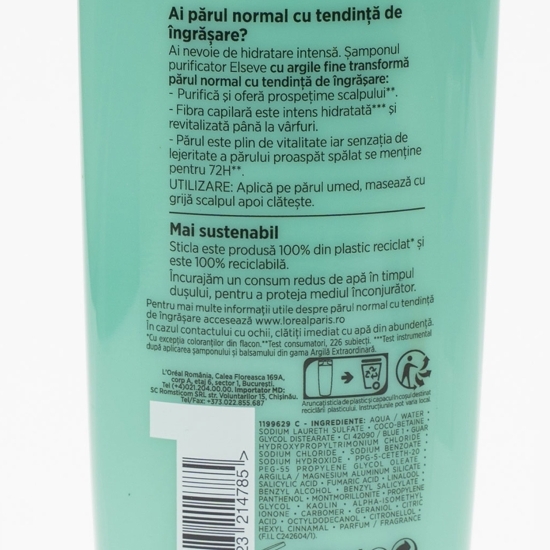 Ai părul normal cu tendință de
îngrășare?
Ai nevoie de hidratare intensă. Șamponul
purificator Elseve cu argile fine transformă
părul normal cu tendință de îngrășare:
- Purifică și oferă prospețime scalpului**.
- Fibra capilară este intens hidratată*** și
revitalizată până la vârfuri.
- Părul este plin de vitalitate iar senzația de
lejeritate a părului proaspăt spălat se menține
pentru 72H**.
UTILIZARE: Aplică pe părul umed, masează cu
grijă scalpul apoi clătește.
Mai sustenabil
Sticla este produsă 100% din plastic reciclat* și
este 100% reciclabilă.
Încurajăm un consum redus de apă în timpul
dușului, pentru a proteja mediul înconjurător.
Pentru mai multe informații utile despre părul normal cu tendință
de îngrășare accesează www.lorealparis.ro
În cazul contactului cu ochii, clătiți imediat cu apă din abundență.
*Cu excepția coloranților din flacon. **Test consumatori, 226 subiecți. ***Test instrumental
după aplicarea șamponului și balsamului din gama Argilă Extraordinară.
L'Oréal România, Calea Floreasca 169A,
corp A, etaj 6, sector 1, București.
Tel (+4)021.204.00.00. Importator MD:
SC Romsticom SRL str. Voluntarilor 15, Chișinău.
Tel/Fax: +373.022.855.687
Aruncați sticla de plastic și capacul în coșul destinat
reciclării plasticului. Instrucțiunile pot varia local.
1199629 C - INGREDIENTE: AQUA / WATER •
SODIUM LAURETH SULFATE • COCO-BETAINE •
GLYCOL DISTEARATE • CI 42090 / BLUE 1 • GUAR
HYDROXYPROPYLTRIMONIUM CHLORIDE •
SODIUM CHLORIDE • SODIUM BENZOATE •
SODIUM HYDROXIDE • PPG-5-CETETH-20 •
PEG-55 PROPYLENE GLYCOL OLEATE •
LIMONENE • MAGNESIUM ALUMINUM SILICATE •
SALICYLIC ACID • FUMARIC ACID • LINALOOL •
BENZYL ALCOHOL • BENZYL SALICYLATE •
PANTHENOL • MONTMORILLONITE • PROPYLENE
GLYCOL • KAOLIN • ALPHA-ISOMETHYL
IONONE • CARBOMER • GERANIOL • CITRIC
ACID • OCTYLDODECANOL • CITRONELLOL •
HEXYL CINNAMAL • PARFUM / FRAGRANCE
(F.I.L C242604/1).
23 214785 >
1